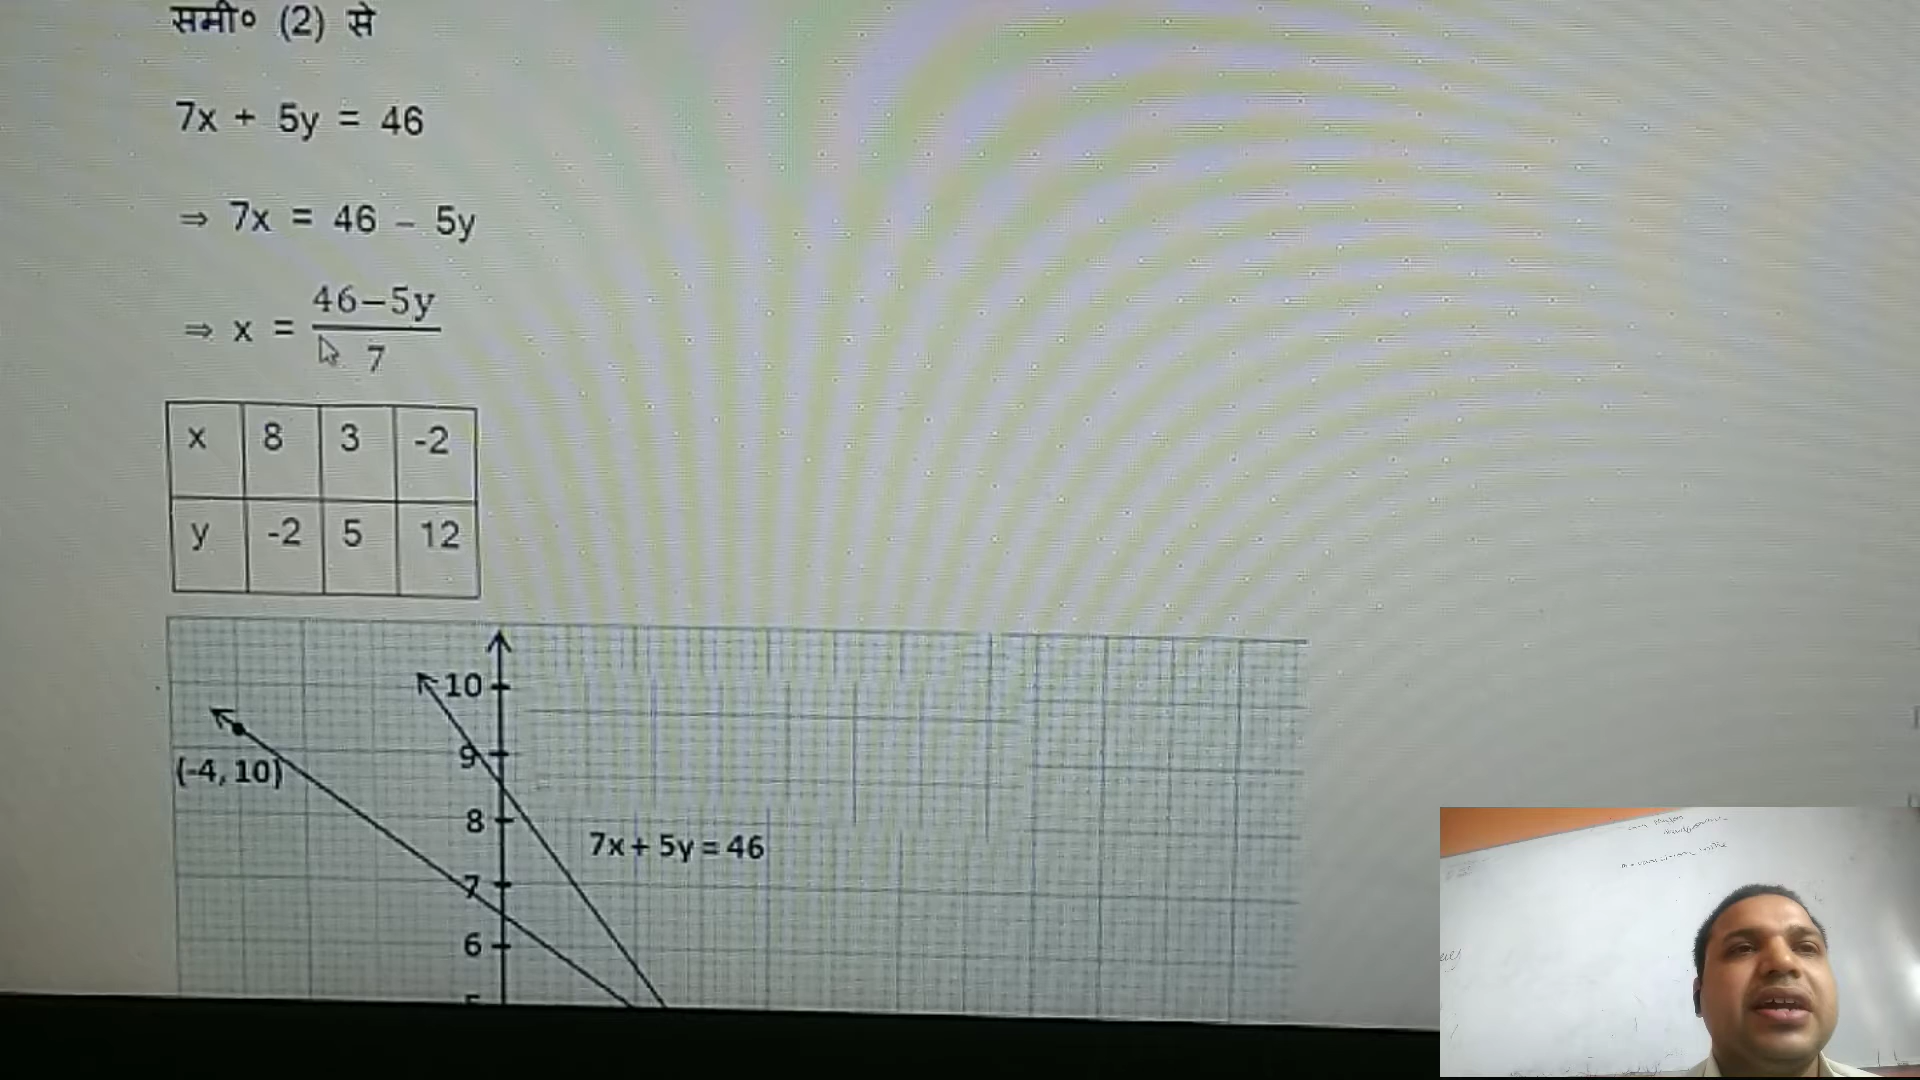 समी० (2) से
7x + 5y = 46
⇒ 7x = 46 – 5y
⇒ x = 46–5y / 7
x 8 3 -2
y -2 5 12
10
9
(-4, 10)
8
7x + 5y = 46
7
6